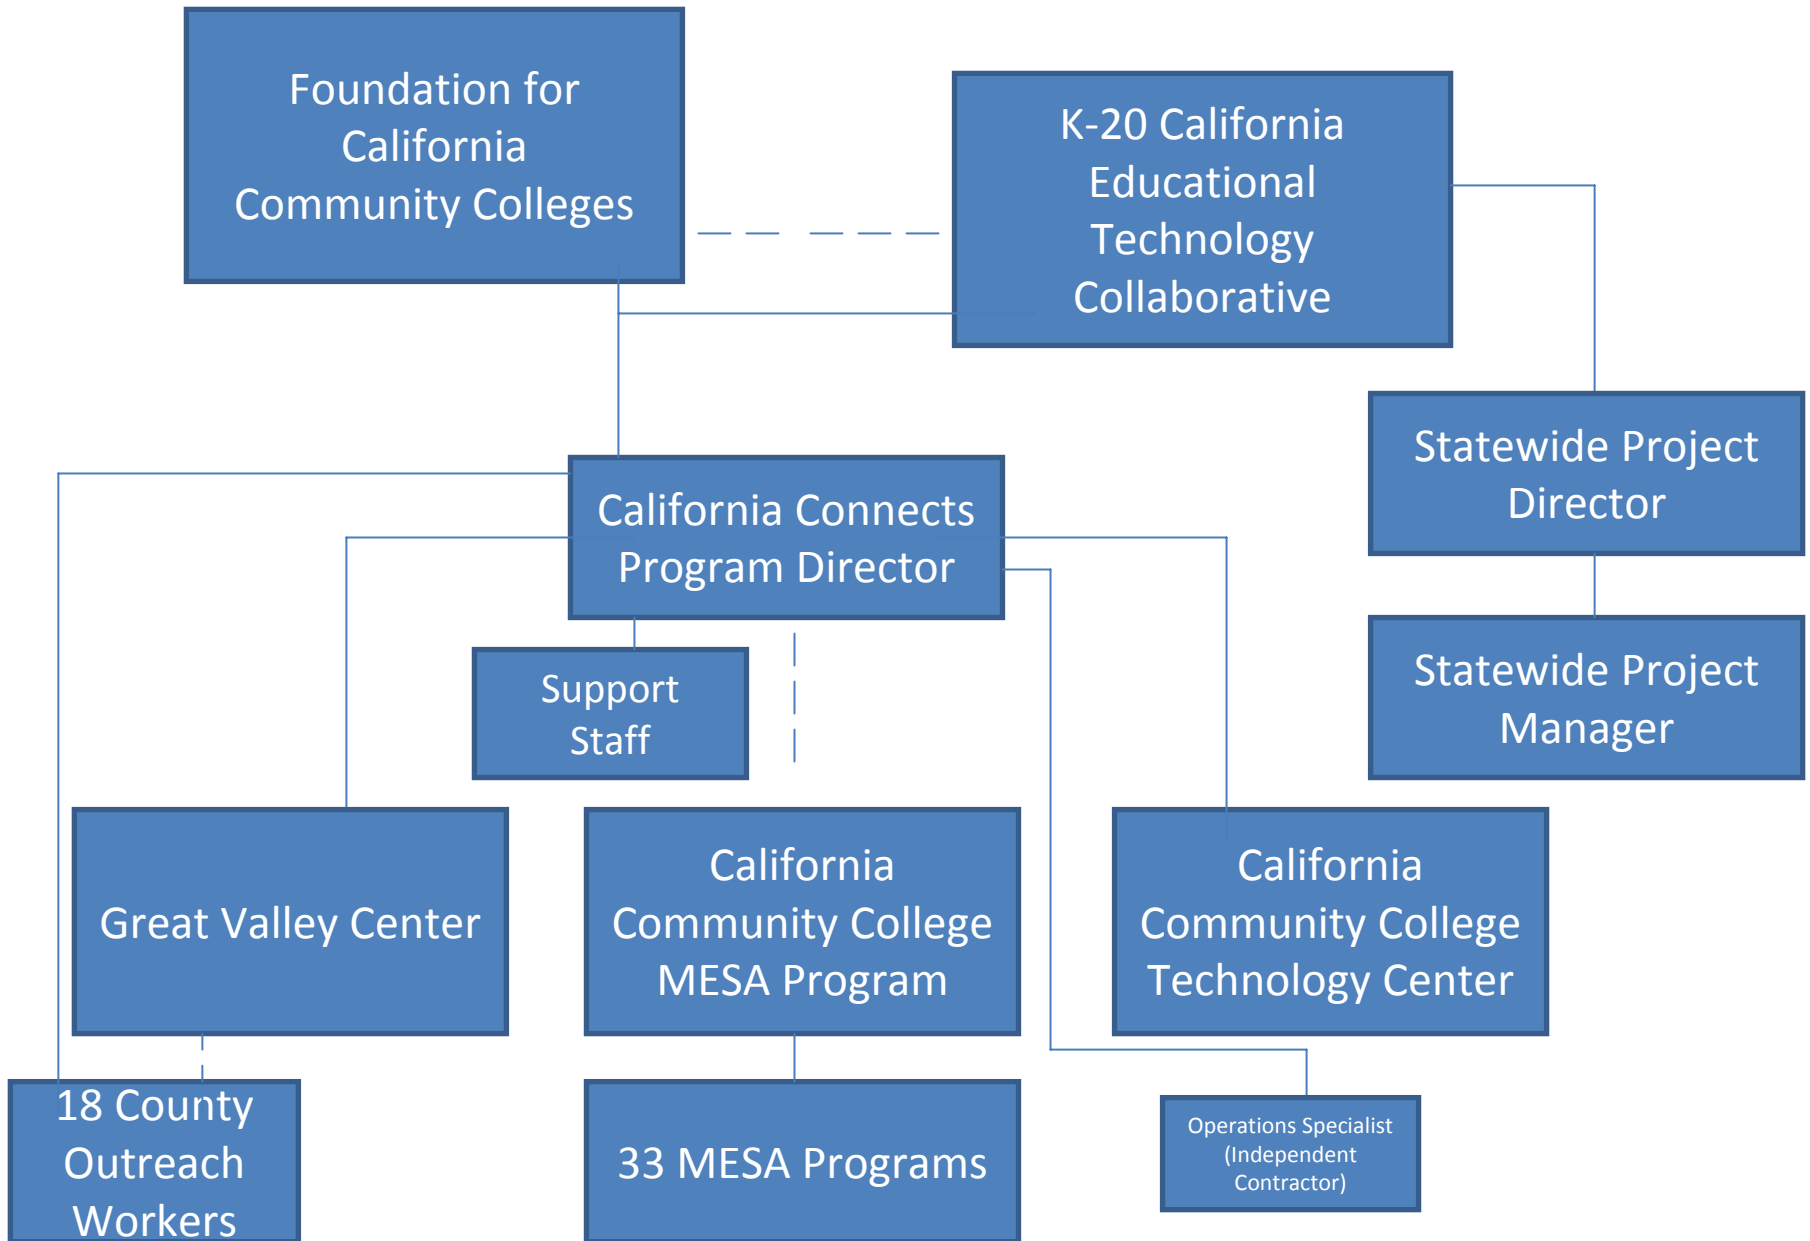 Foundation for
California
Community Colleges
K-20 California
Educational
Technology
Collaborative
Statewide Project
Director
California Connects
Program Director
Statewide Project
Manager
Support
Staff
Great Valley Center
California
Community College
MESA Program
California
Community College
Technology Center
18 County
Outreach
Workers
33 MESA Programs
Operations Specialist
(Independent
Contractor)